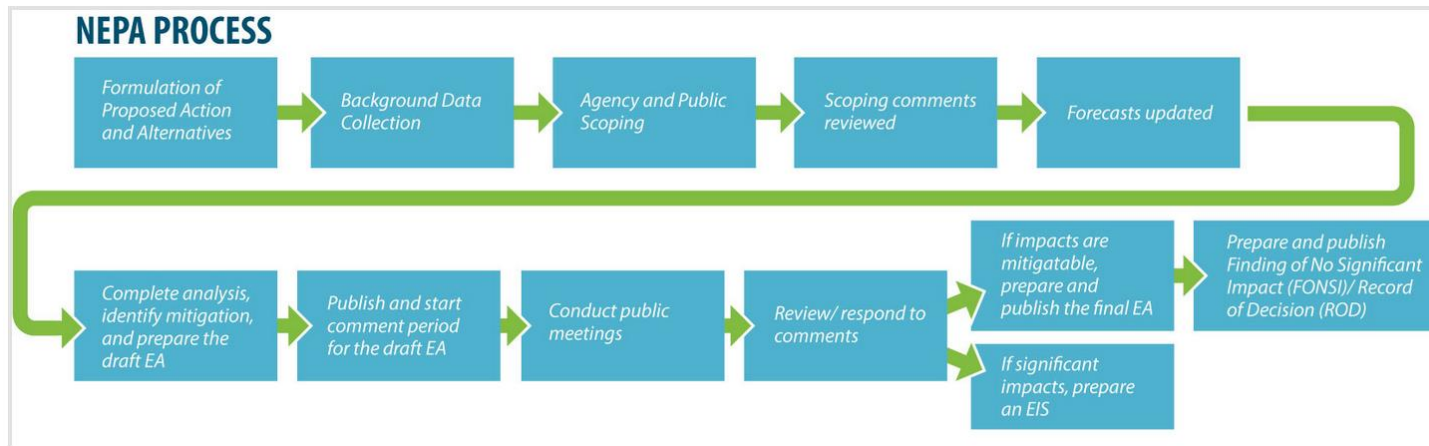 NEPA PROCESS
Formulation of
Proposed Action
and Alternatives
Background Data
Collection
Agency and Public
Scoping
Scoping comments
reviewed
Forecasts updated
Complete analysis,
identify mitigation,
and prepare the
draft EA
Publish and start
comment period
for the draft EA
Conduct public
meetings
Review/ respond to
comments
If impacts are
mitigatable,
prepare and
publish the final EA
Prepare and publish
Finding of No Significant
Impact (FONSI)/ Record
of Decision (ROD)
If significant
impacts, prepare
an EIS